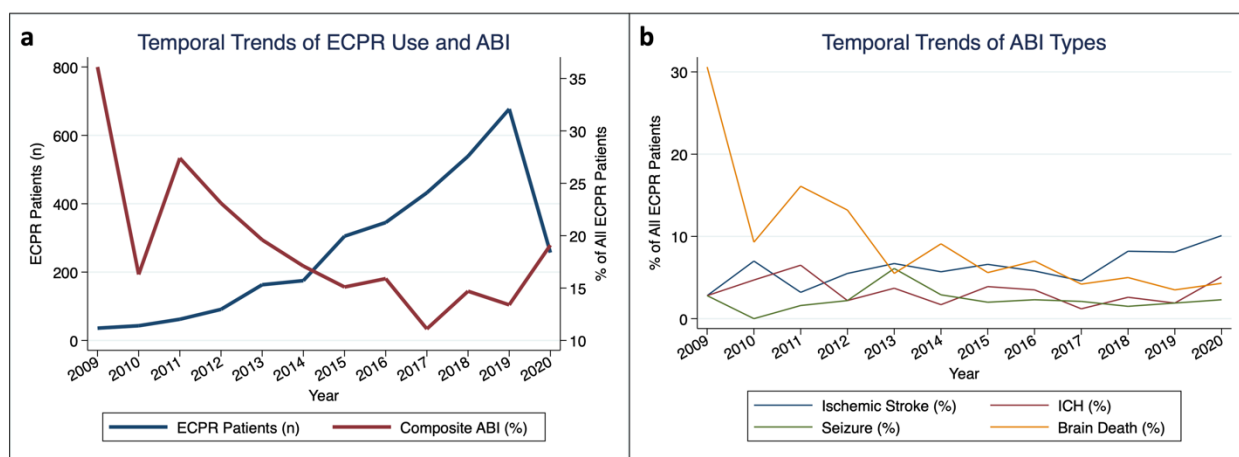 a
Temporal Trends of ECPR Use and ABI
800
600
400
200
0
ECPR Patients (n)
35
30
25
20
15
10
% of All ECPR Patients
2009 2010 2011 2012 2013 2014 2015 2016 2017 2018 2019 2020
Year
ECPR Patients (n) Composite ABI (%)
b
Temporal Trends of ABI Types
30
20
10
0
% of All ECPR Patients
2009 2010 2011 2012 2013 2014 2015 2016 2017 2018 2019 2020
Year
Ischemic Stroke (%) ICH (%)
Seizure (%) Brain Death (%)